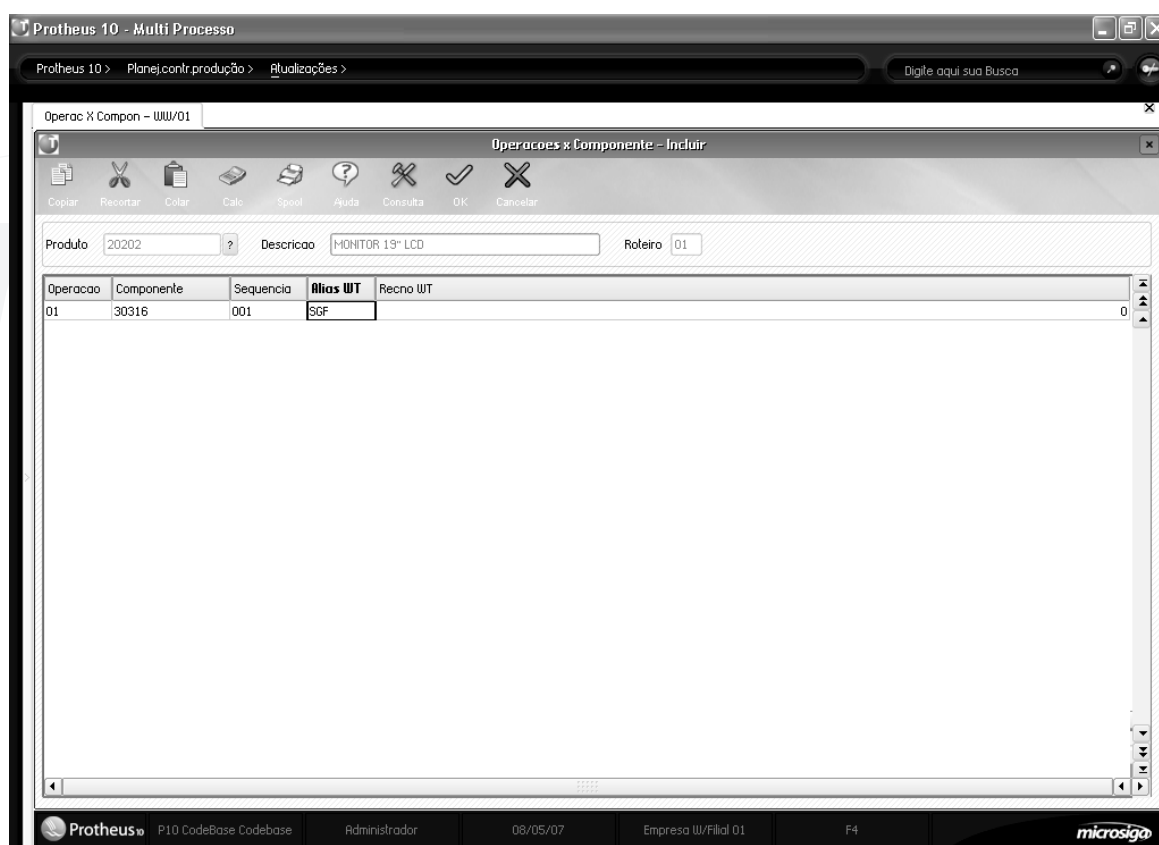 Protheus 10 - Multi Processo
Protheus 10 > Planej.contr.produção > Atualizações >
Digite aqui sua Busca
Operac X Compon - WW/01
Operacoes x Componente - Incluir
Copiar Recortar Colar Calc Spool Ajuda Consulta OK Cancelar
Produto 20202 ? Descricao MONITOR 19" LCD Roteiro 01
Operacao Componente Sequencia Alias WT Recno WT
01 30316 001 SGF 0
Protheus10 P10 CodeBase Codebase Administrador 08/05/07 Empresa W/Filial 01 F4 microsiga